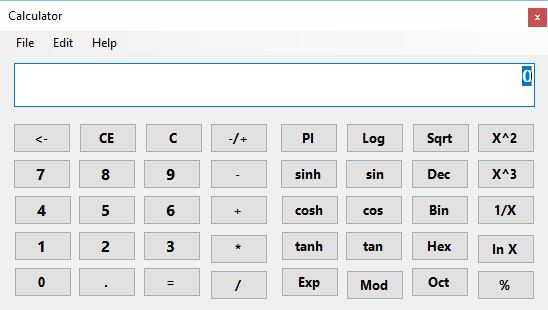 Calculator x
File Edit Help
0
<- CE C -/+ PI Log Sqrt X^2
7 8 9 - sinh sin Dec X^3
4 5 6 + cosh cos Bin 1/X
1 2 3 * tanh tan Hex In X
0 . = / Exp Mod Oct %